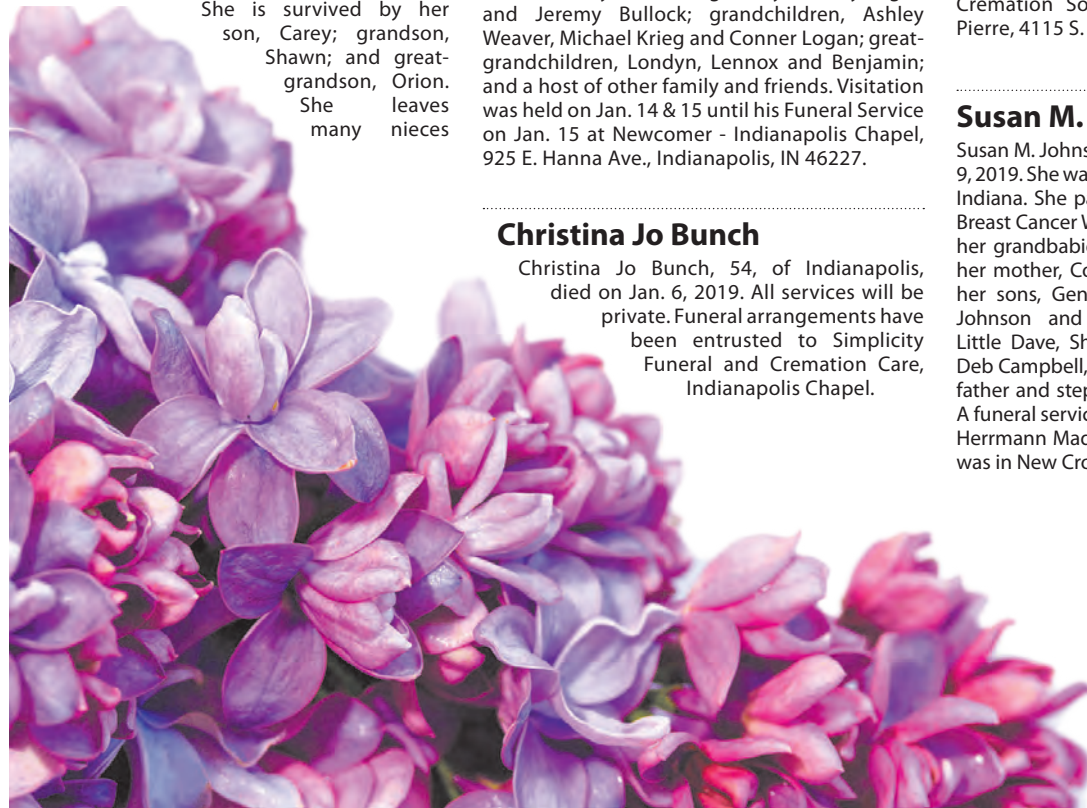 She is survived by her
son, Carey; grandson,
Shawn; and great-
grandson, Orion.
She leaves
many nieces
and Jeremy Bullock; grandchildren, Ashley
Weaver, Michael Krieg and Conner Logan; great-
grandchildren, Londyn, Lennox and Benjamin;
and a host of other family and friends. Visitation
was held on Jan. 14 & 15 until his Funeral Service
on Jan. 15 at Newcomer - Indianapolis Chapel,
925 E. Hanna Ave., Indianapolis, IN 46227.
Christina Jo Bunch
Christina Jo Bunch, 54, of Indianapolis,
died on Jan. 6, 2019. All services will be
private. Funeral arrangements have
been entrusted to Simplicity
Funeral and Cremation Care,
Indianapolis Chapel.
Cremation
Pierre, 4115 S.
Susan M.
Susan M.
9, 2019. She
Indiana. She
Breast Cancer
her
her mother,
her sons,
Johnson and
Little Dave,
Deb Campbell,
father and
A funeral
Herrmann
was in New